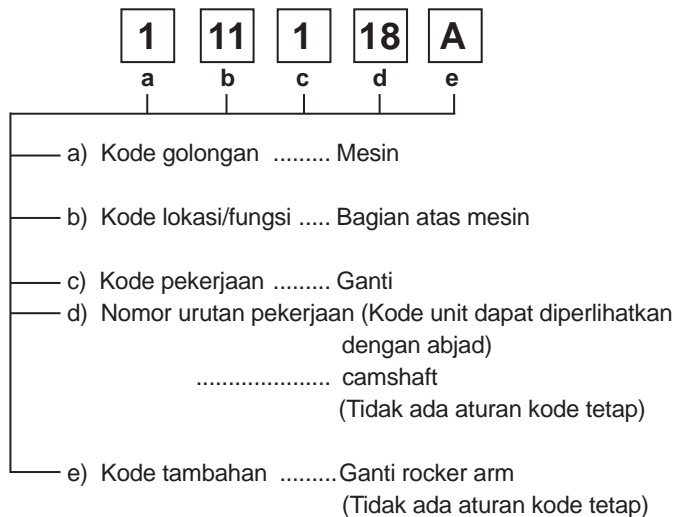 1 11 1 18 A
a b c d e
a) Kode golongan ......... Mesin
b) Kode lokasi/fungsi ..... Bagian atas mesin
c) Kode pekerjaan ......... Ganti
d) Nomor urutan pekerjaan (Kode unit dapat diperlihatkan
dengan abjad)
..................... camshaft
(Tidak ada aturan kode tetap)
e) Kode tambahan .........Ganti rocker arm
(Tidak ada aturan kode tetap)